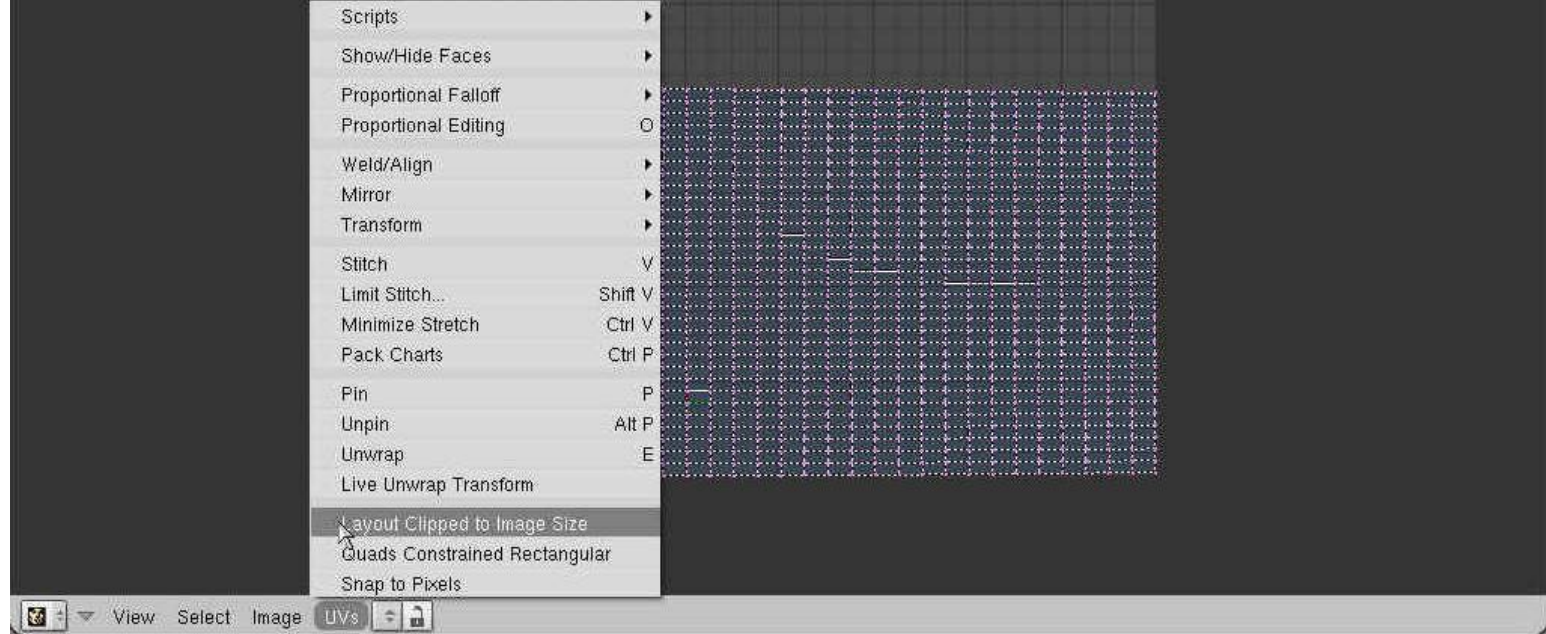 Scripts
Show/Hide Faces
Proportional Falloff
Proportional Editing O
Weld/Align
Mirror
Transform
Stitch V
Limit Stitch... Shift V
Minimize Stretch Ctrl V
Pack Charts Ctrl P
Pin P
Unpin Alt P
Unwrap E
Live Unwrap Transform
Layout Clipped to Image Size
Quads Constrained Rectangular
Snap to Pixels
View Select Image UVs